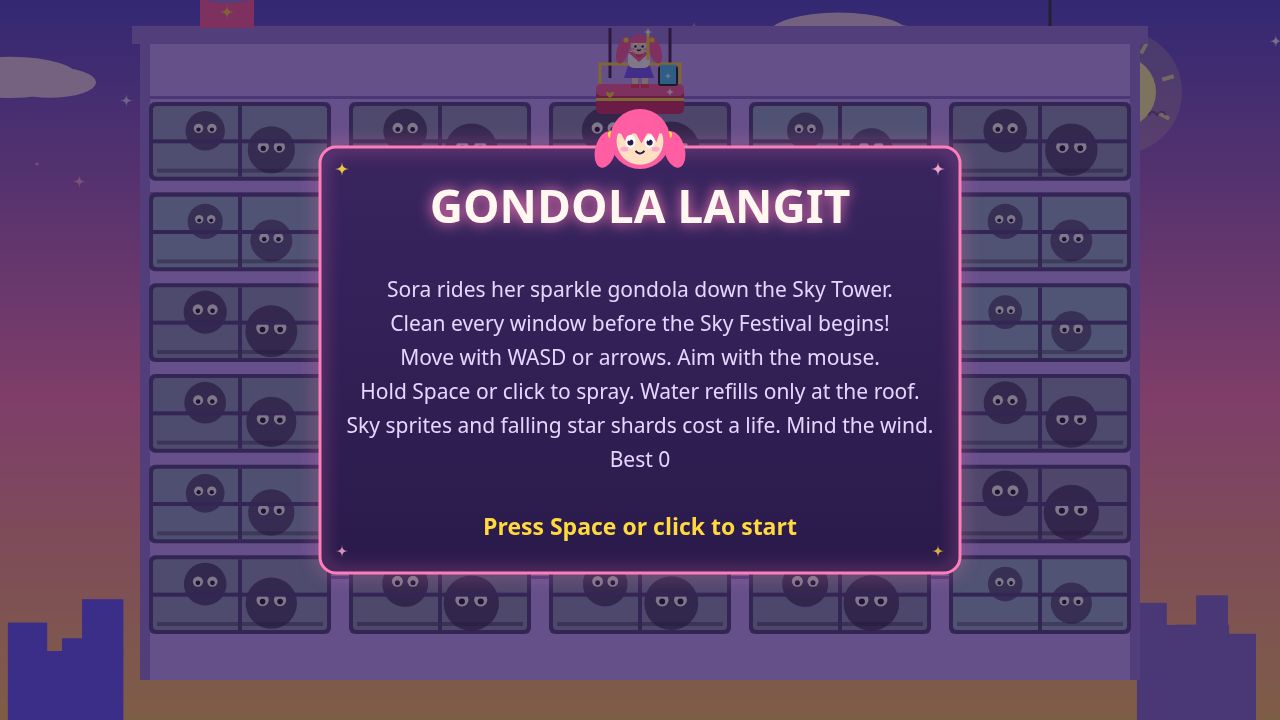 GONDOLA LANGIT
Sora rides her sparkle gondola down the Sky Tower.
Clean every window before the Sky Festival begins!
Move with WASD or arrows. Aim with the mouse.
Hold Space or click to spray. Water refills only at the roof.
Sky sprites and falling star shards cost a life. Mind the wind.
Best 0
Press Space or click to start